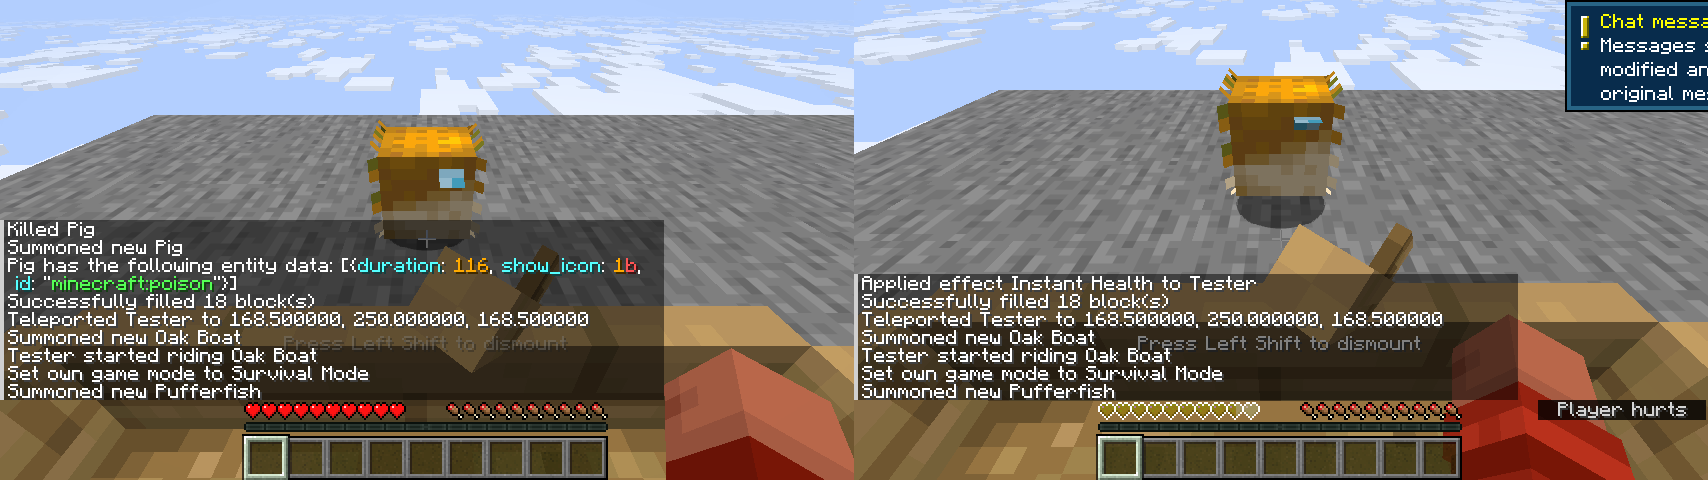 Killed Pig
Summoned new Pig
Pig has the following entity data: [{duration: 116, show_icon: 1b,
id: "minecraft:poison"}]
Successfully filled 18 block(s)
Teleported Tester to 168.500000, 250.000000, 168.500000
Summoned new Oak Boat
Press Left Shift to dismount
Tester started riding Oak Boat
Set own game mode to Survival Mode
Summoned new Pufferfish
Chat messa
Messages s
modified an
original mes
Applied effect Instant Health to Tester
Successfully filled 18 block(s)
Teleported Tester to 168.500000, 250.000000, 168.500000
Summoned new Oak Boat
Press Left Shift to dismount
Tester started riding Oak Boat
Set own game mode to Survival Mode
Summoned new Pufferfish
Player hurts